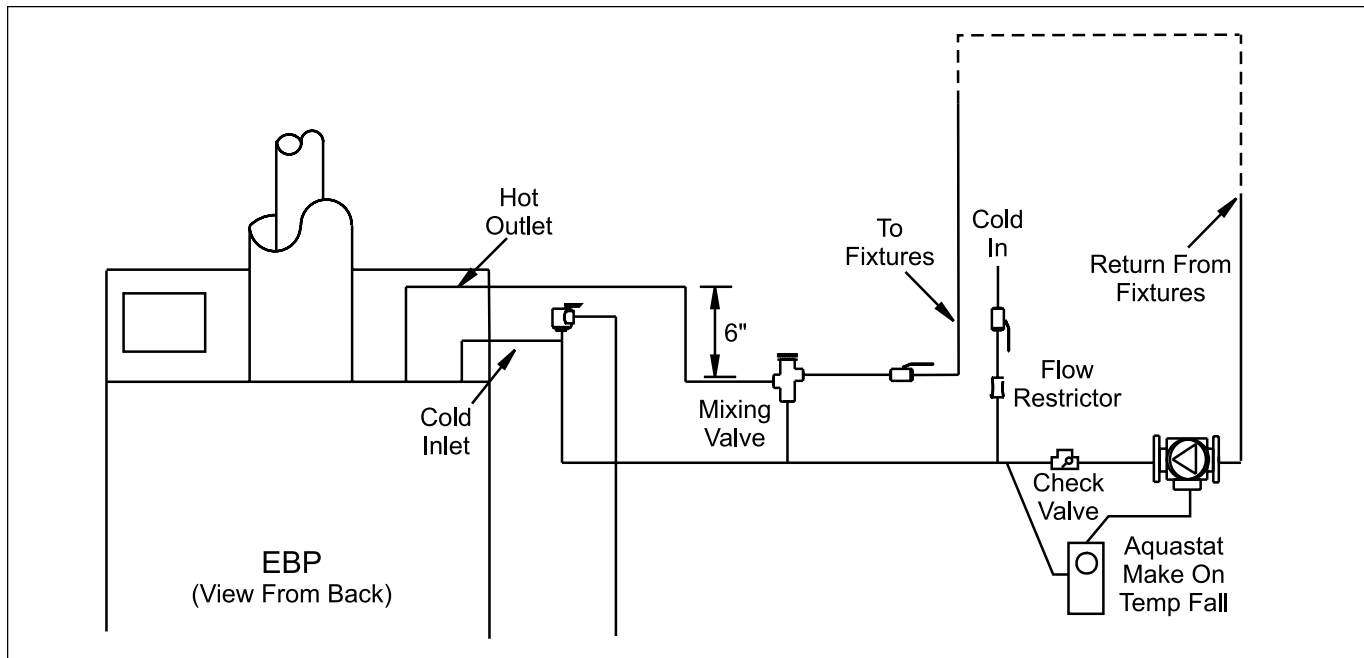 Hot
Outlet
To
Fixtures
Cold
In
Return From
Fixtures
6"
Flow
Restrictor
Cold
Inlet
Mixing
Valve
Check
Valve
EBP
(View From Back)
Aquastat
Make On
Temp Fall